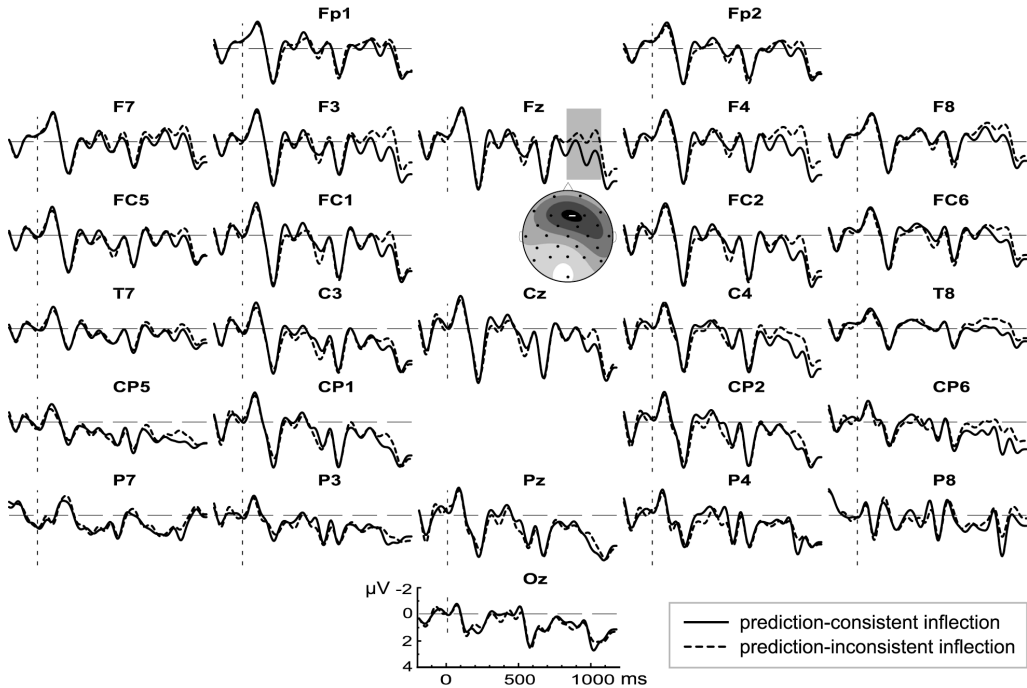 Fp1 Fp2
F7 F3 Fz F4 F8
FC5 FC1 FC2 FC6
T7 C3 Cz C4 T8
CP5 CP1 CP2 CP6
P7 P3 Pz P4 P8
Oz
µV -2
0
2
4
0 500 1000 ms
prediction-consistent inflection
prediction-inconsistent inflection